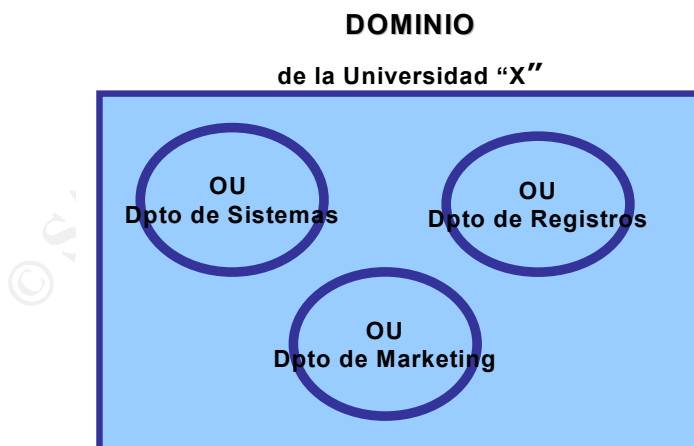 DOMINIO
de la Universidad “X”
OU
Dpto de Sistemas
OU
Dpto de Registros
OU
Dpto de Marketing
©